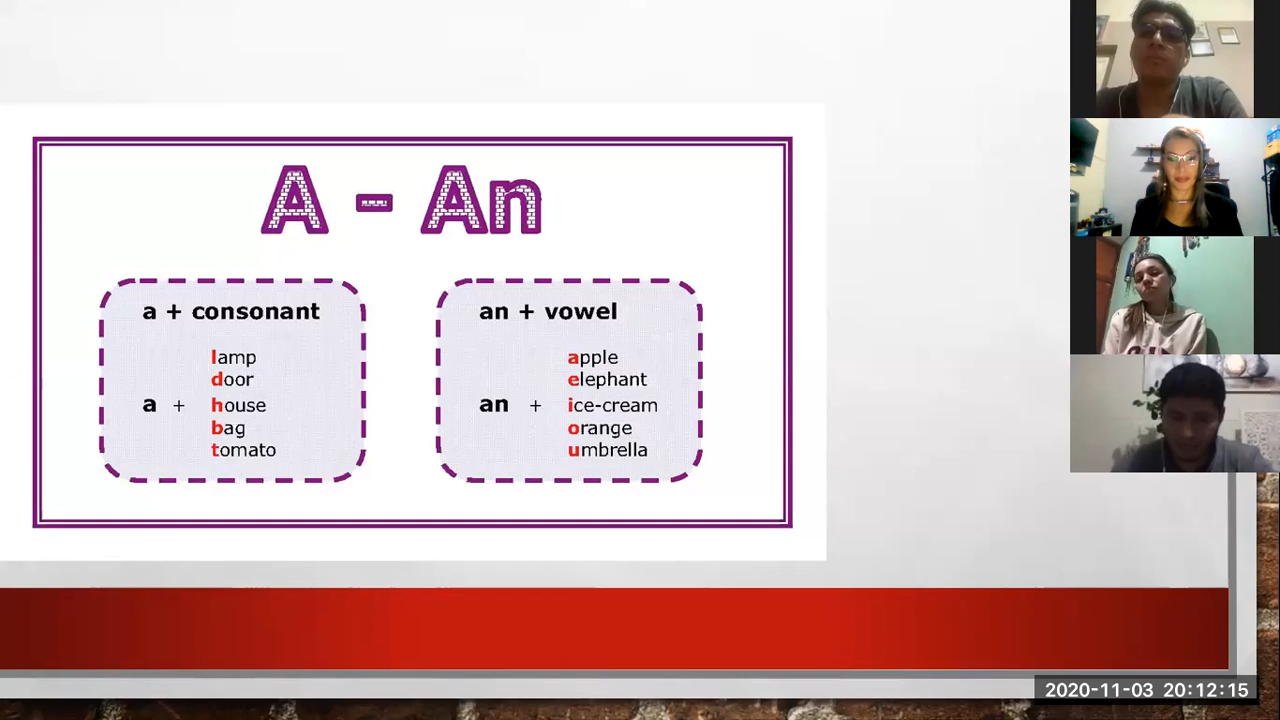 A - An
a + consonant
lamp
door
a + house
bag
tomato
an + vowel
apple
elephant
an + ice-cream
orange
umbrella
2020-11-03 20:12:15